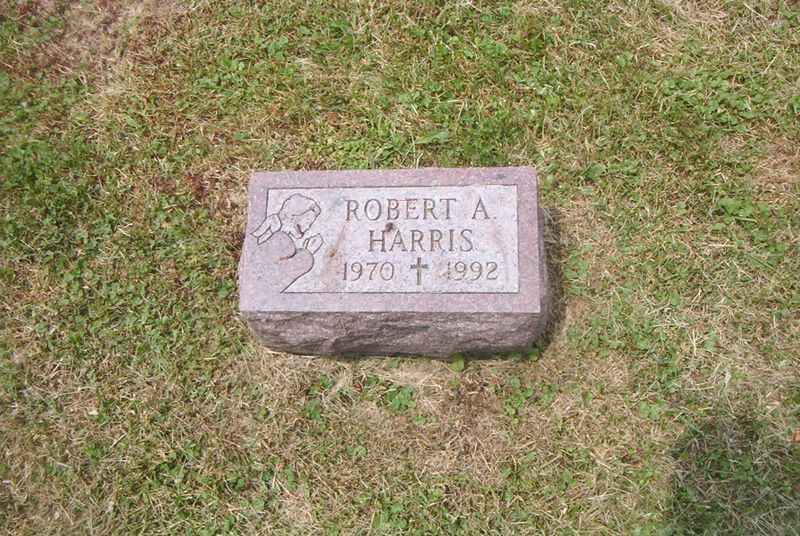 ROBERT A.
HARRIS
1970 ✝ 1992